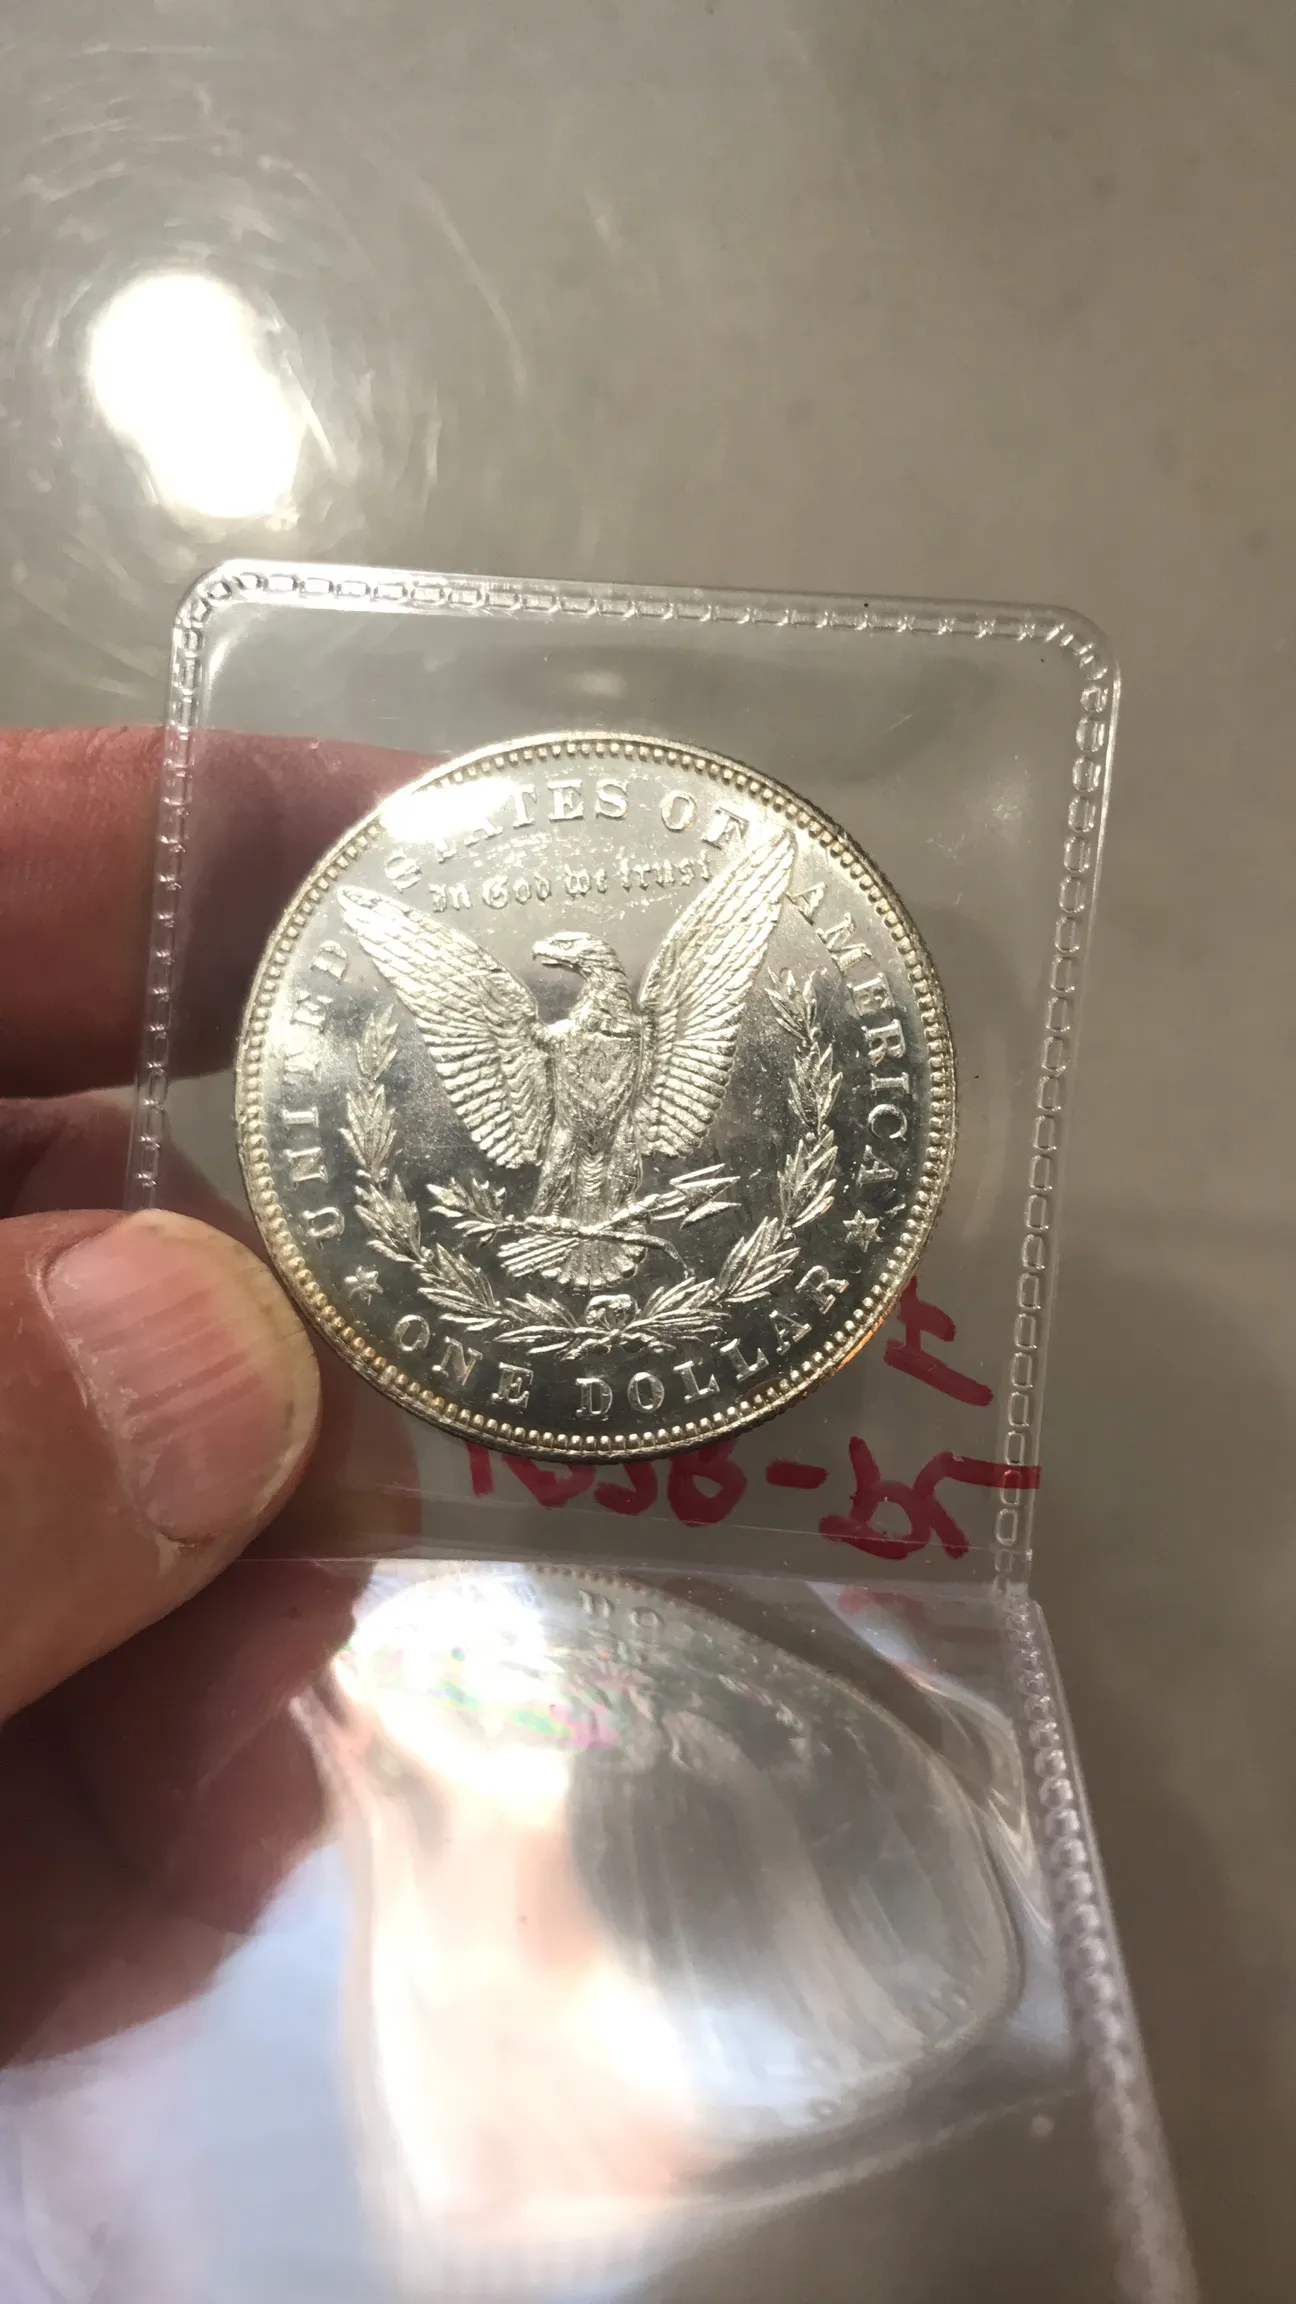 UNITED STATES OF AMERICA
In God we trust
ONE DOLLAR